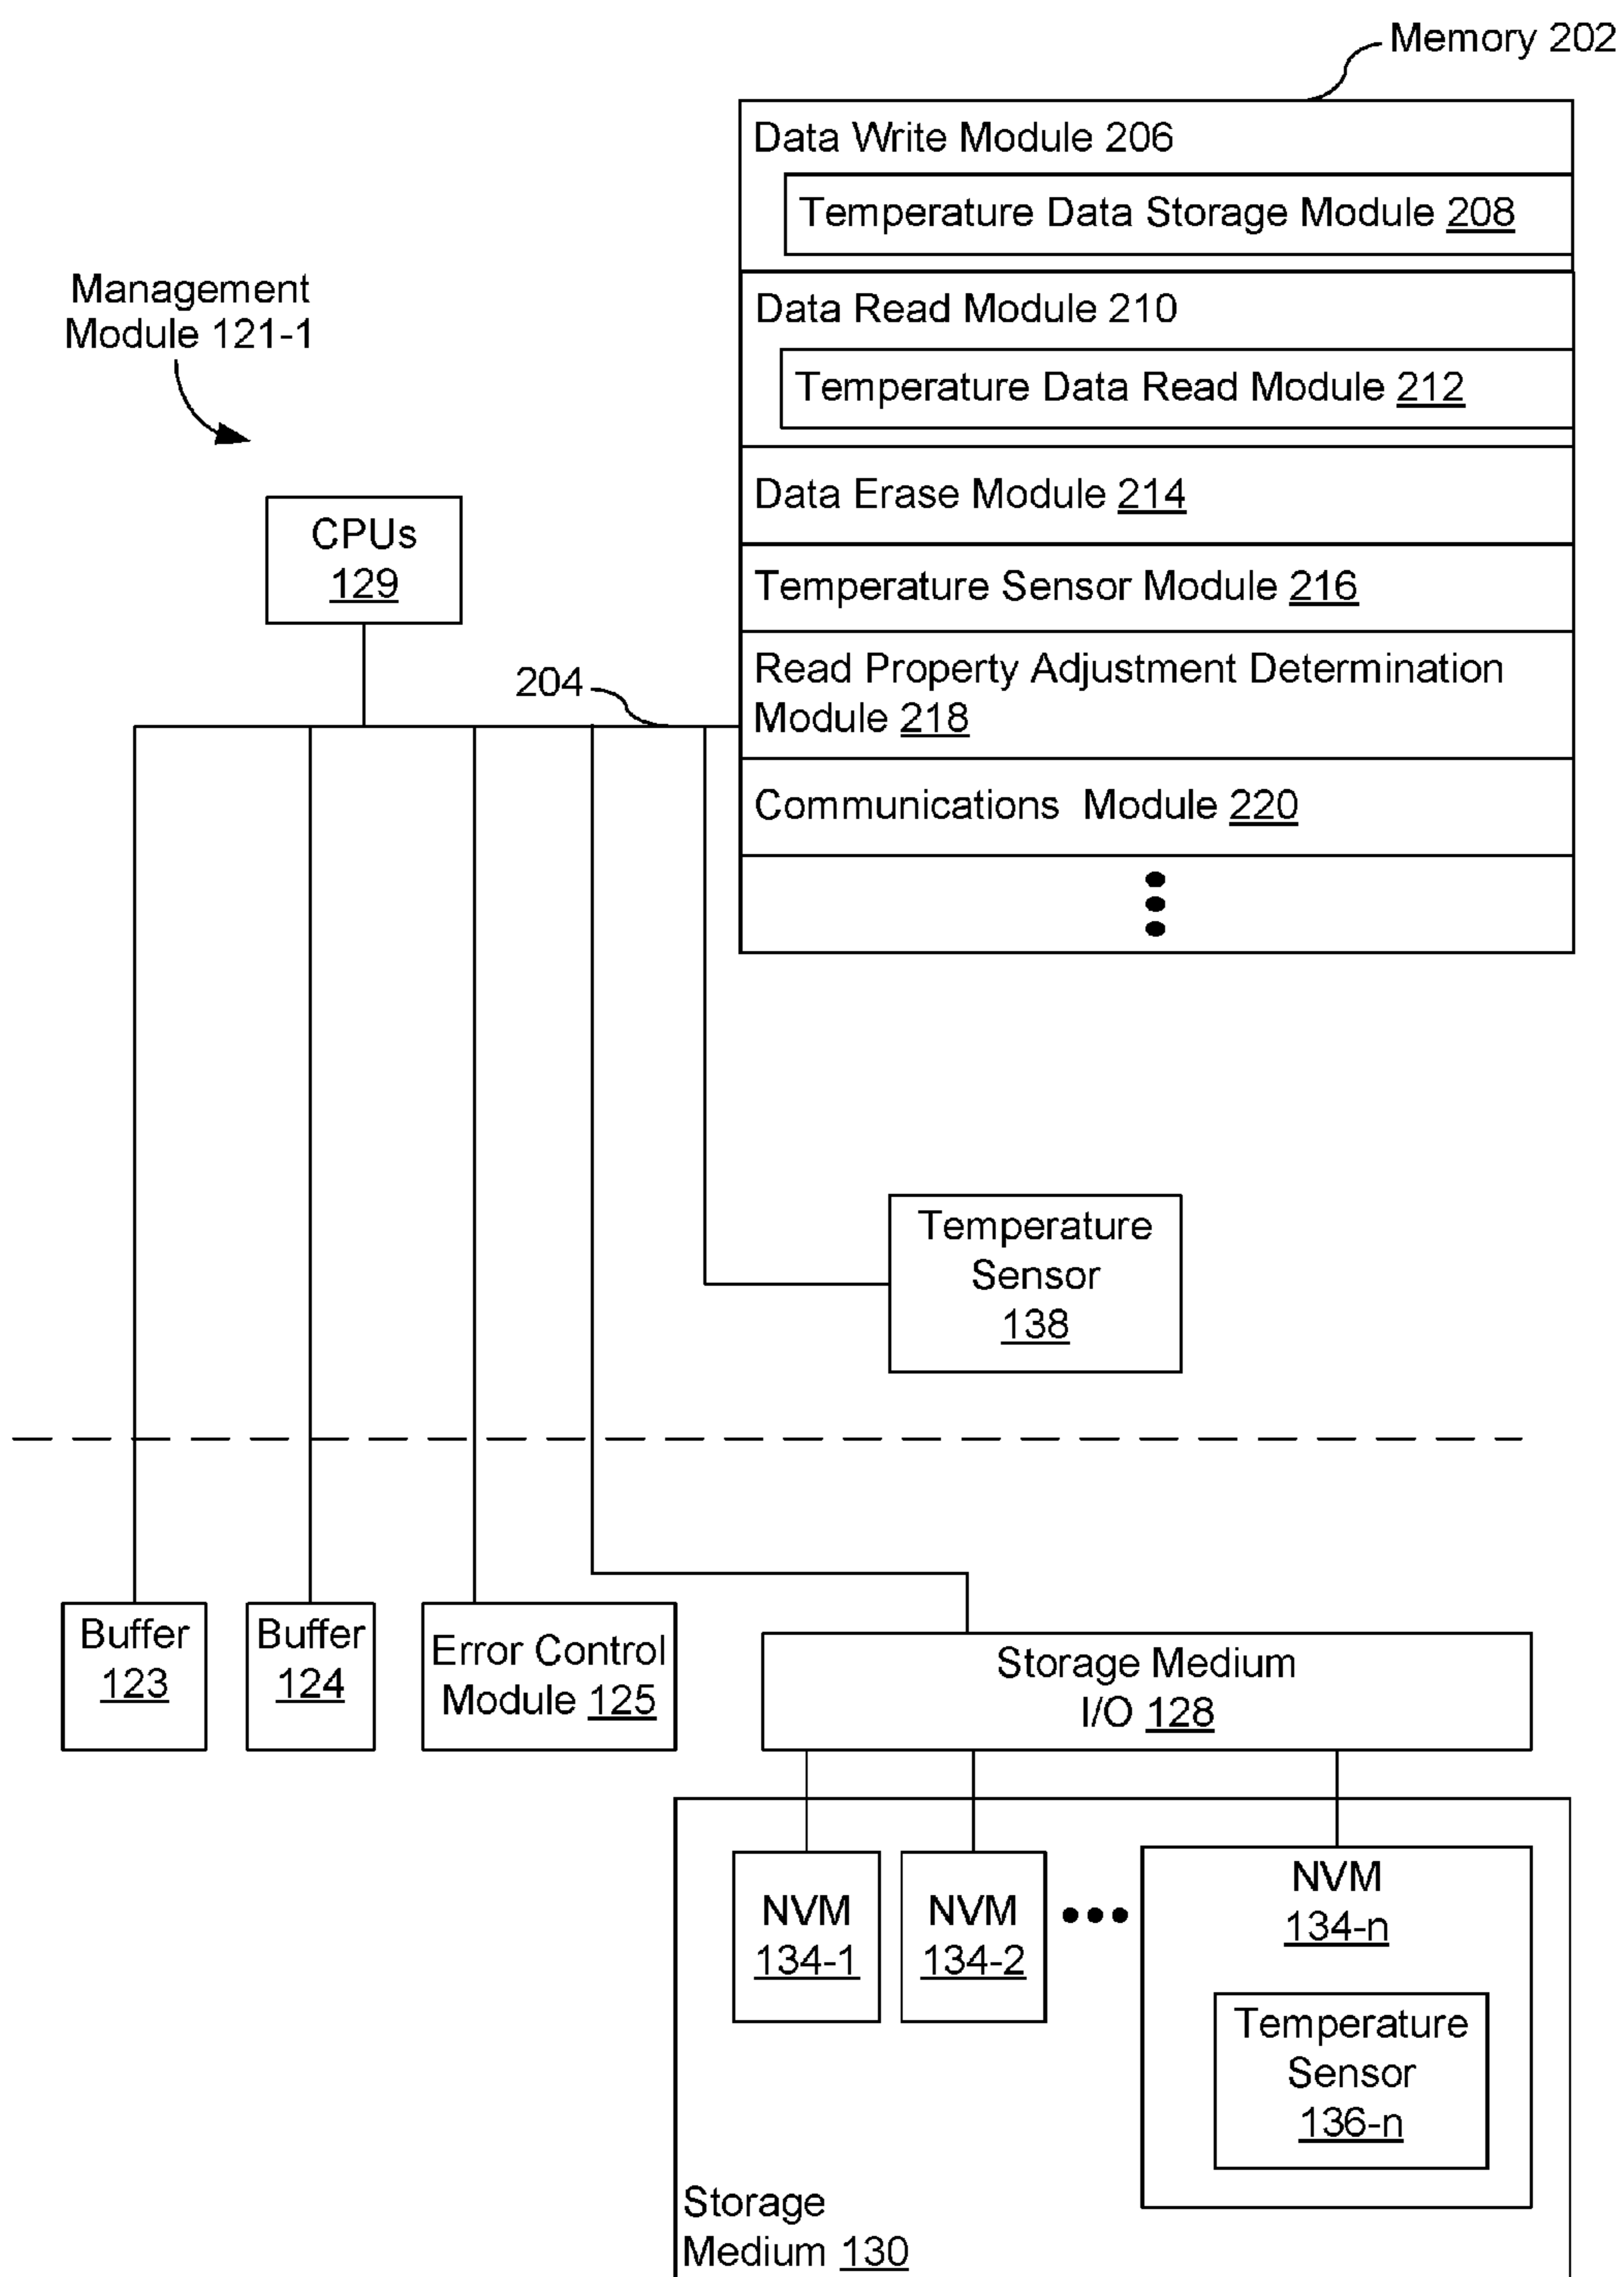 Memory 202
Data Write Module 206
Temperature Data Storage Module 208
Management
Module 121-1
Data Read Module 210
Temperature Data Read Module 212
Data Erase Module 214
CPUs
129
Temperature Sensor Module 216
Read Property Adjustment Determination
Module 218
204
Communications Module 220
Temperature
Sensor
138
Buffer
123
Buffer
124
Error Control
Module 125
Storage Medium
I/O 128
NVM
134-1
NVM
134-2
NVM
134-n
Temperature
Sensor
136-n
Storage
Medium 130